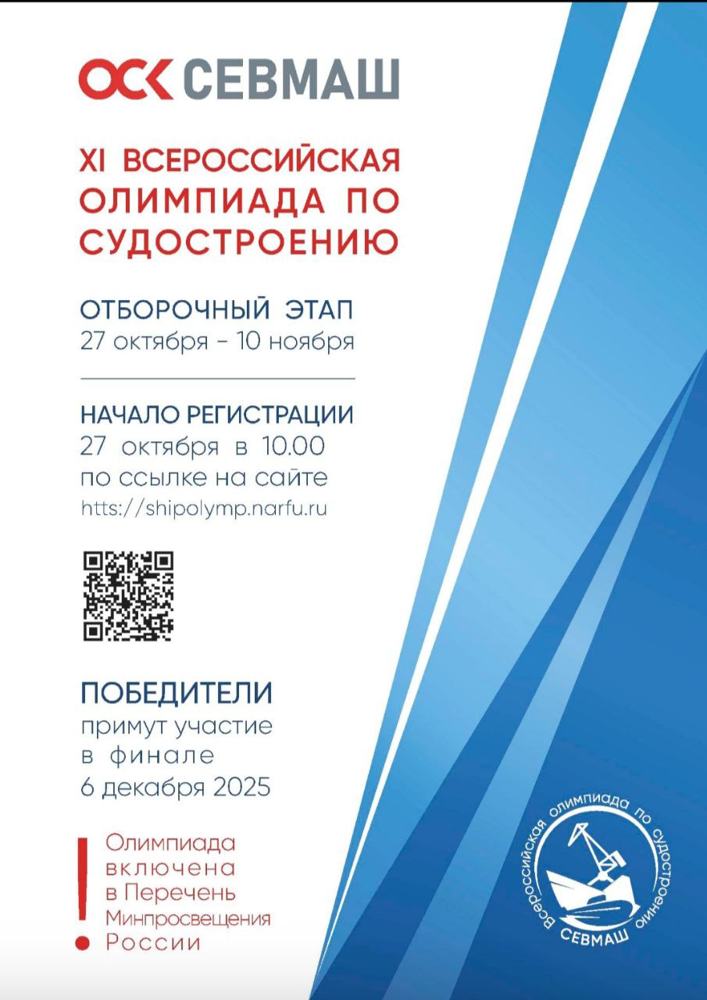 ОСК СЕВМАШ
XI ВСЕРОССИЙСКАЯ
ОЛИМПИАДА ПО
СУДОСТРОЕНИЮ
ОТБОРОЧНЫЙ ЭТАП
27 октября - 10 ноября
НАЧАЛО РЕГИСТРАЦИИ
27 октября в 10.00
по ссылке на сайте
htts://shipolymp.narfu.ru
ПОБЕДИТЕЛИ
примут участие
в финале
6 декабря 2025
Олимпиада
включена
в Перечень
Минпросвещения
России
Всероссийская олимпиада по судостроению
СЕВМАШ